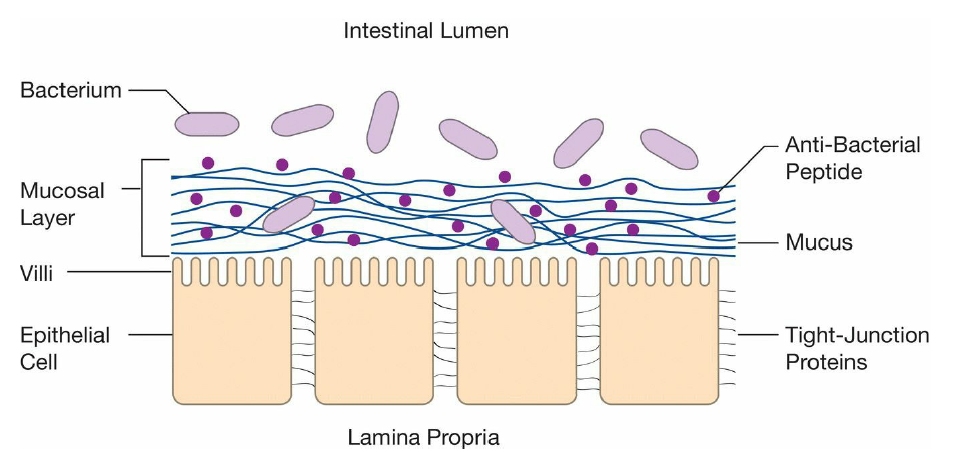 Intestinal Lumen
Bacterium
Anti-Bacterial
Peptide
Mucosal
Layer
Mucus
Villi
Epithelial
Cell
Tight-Junction
Proteins
Lamina Propria